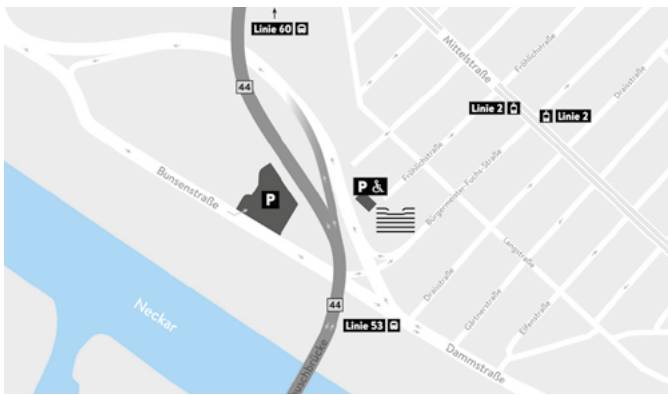 Linie 60
Mittelstraße
Fröhlichstraße
44
Draisstraße
Linie 2
Linie 2
Fröhlichstraße
P
Bunsenstraße
P
Bürgermeister-Fuchs-Straße
Langstraße
Draisstraße
Gärtnerstraße
Elfenstraße
Neckar
44
Linie 53
Dammstraße